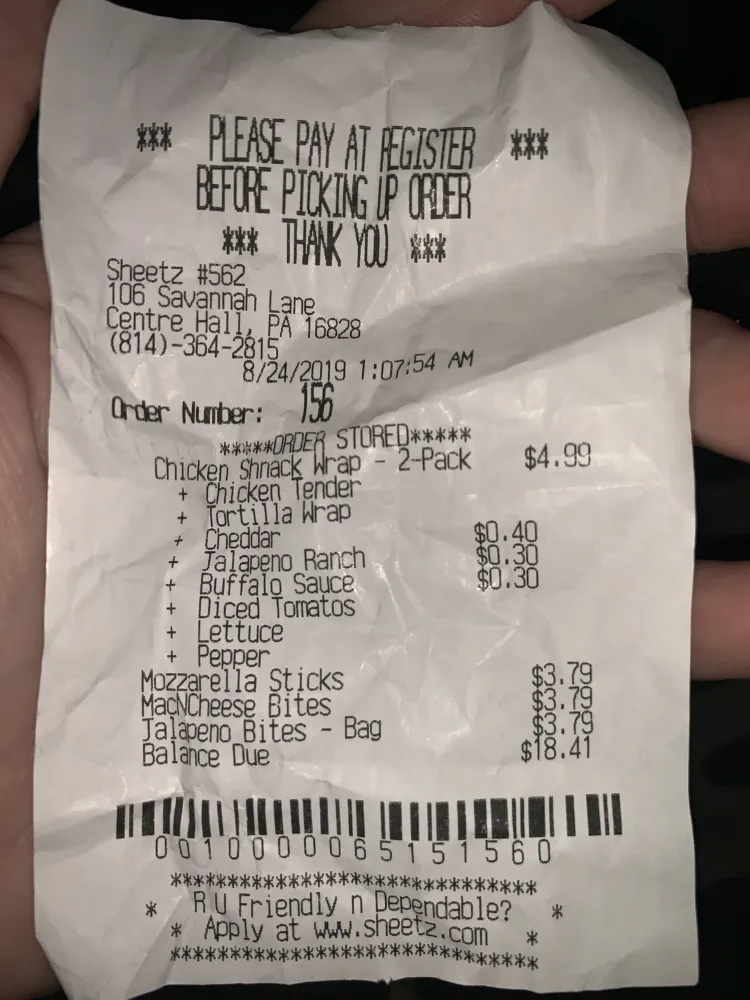 *** PLEASE PAY AT REGISTER ***
BEFORE PICKING UP ORDER
*** THANK YOU ***
Sheetz #562
106 Savannah Lane
Centre Hall, PA 16828
(814)-364-2815
8/24/2019 1:07:54 AM
Order Number: 156
*****ORDER STORED*****
Chicken Shnack Wrap - 2-Pack $4.99
+ Chicken Tender
+ Tortilla Wrap
+ Cheddar $0.40
+ Jalapeno Ranch $0.30
+ Buffalo Sauce $0.30
+ Diced Tomatos
+ Lettuce
+ Pepper
Mozzarella Sticks $3.79
MacNCheese Bites $3.79
Jalapeno Bites - Bag $3.79
Balance Due $18.41
0010000065151560
***********************************
* R U Friendly n Dependable? *
* Apply at www.sheetz.com *
***********************************